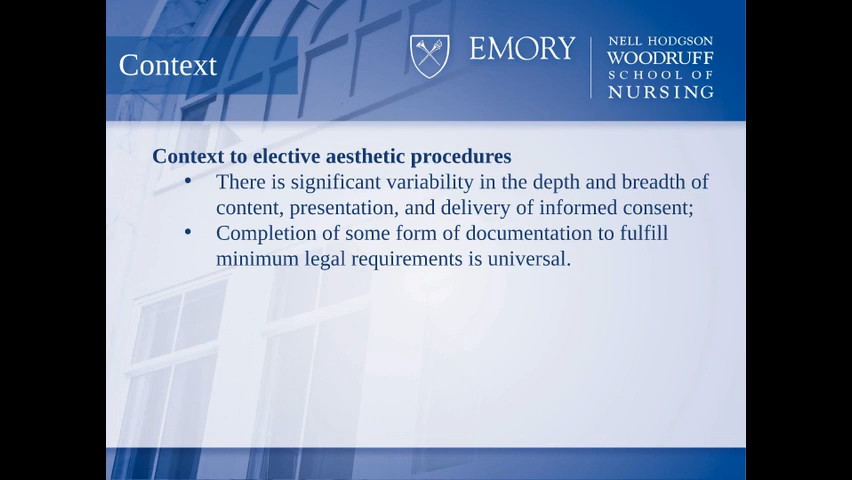 Context
EMORY
NELL HODGSON
WOODRUFF
SCHOOL OF
NURSING
Context to elective aesthetic procedures
• There is significant variability in the depth and breadth of
content, presentation, and delivery of informed consent;
• Completion of some form of documentation to fulfill
minimum legal requirements is universal.